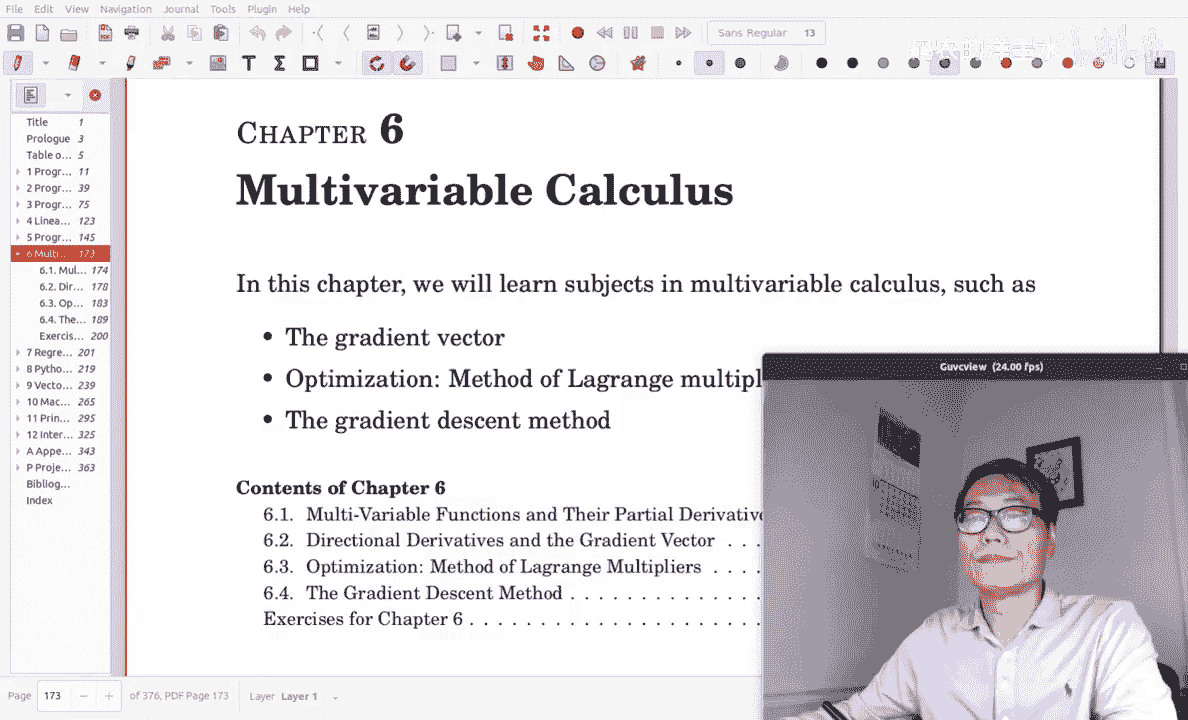 File Edit View Navigation Journal Tools Plugin Help
Sans Regular 13
Title 1
Prologue 3
Table o... 5
1 Progr... 11
2 Progr... 39
3 Progr... 75
4 Linea... 123
5 Progr... 145
6 Multi... 173
6.1. Mul... 174
6.2. Dir... 178
6.3. Op... 183
6.4. The... 189
Exercis... 200
7 Regre... 201
8 Pytho... 219
9 Vecto... 239
10 Mac... 265
11 Prin... 295
12 Inter... 325
A Appe... 343
P Proje... 363
Bibliog...
Index
CHAPTER 6
Multivariable Calculus
In this chapter, we will learn subjects in multivariable calculus, such as
• The gradient vector
• Optimization: Method of Lagrange multipl
• The gradient descent method
Contents of Chapter 6
6.1. Multi-Variable Functions and Their Partial Derivative
6.2. Directional Derivatives and the Gradient Vector . . .
6.3. Optimization: Method of Lagrange Multipliers . . . .
6.4. The Gradient Descent Method . . . . . . . . . . . . .
Exercises for Chapter 6 . . . . . . . . . . . . . . . . . . . .
Guvcview (24.00 fps)
Page 173 of 376, PDF Page 173 Layer Layer 1